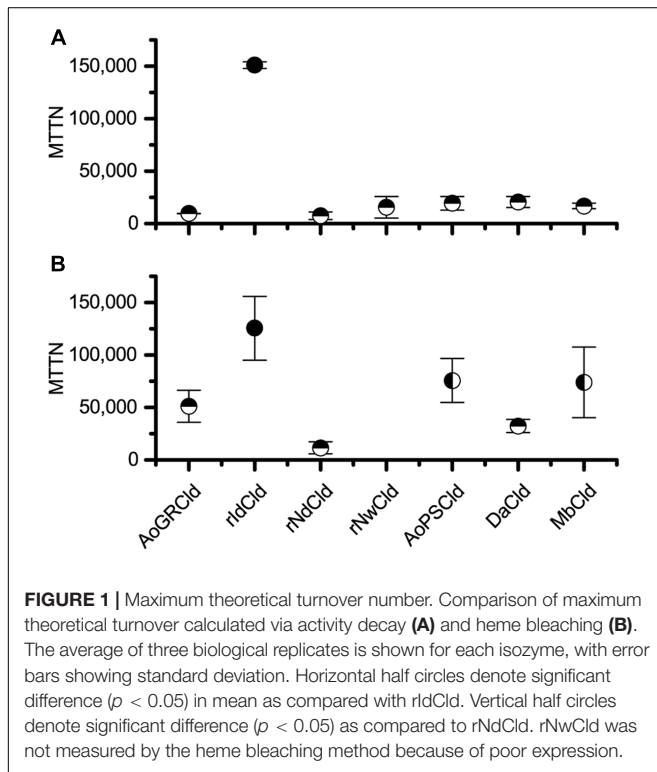 A
MTTN
150,000
100,000
50,000
0
B
MTTN
150,000
100,000
50,000
0
AoGRCld
rIdCld
rNdCld
rNwCld
AoPSCld
DaCld
MbCld
FIGURE 1 | Maximum theoretical turnover number. Comparison of maximum
theoretical turnover calculated via activity decay (A) and heme bleaching (B).
The average of three biological replicates is shown for each isozyme, with error
bars showing standard deviation. Horizontal half circles denote significant
difference (p < 0.05) in mean as compared with rIdCld. Vertical half circles
denote significant difference (p < 0.05) as compared to rNdCld. rNwCld was
not measured by the heme bleaching method because of poor expression.